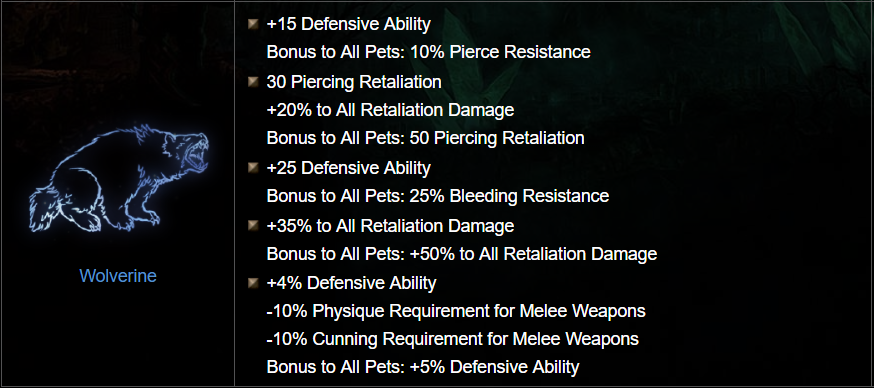 +15 Defensive Ability
Bonus to All Pets: 10% Pierce Resistance
30 Piercing Retaliation
+20% to All Retaliation Damage
Bonus to All Pets: 50 Piercing Retaliation
+25 Defensive Ability
Bonus to All Pets: 25% Bleeding Resistance
+35% to All Retaliation Damage
Bonus to All Pets: +50% to All Retaliation Damage
Wolverine
+4% Defensive Ability
-10% Physique Requirement for Melee Weapons
-10% Cunning Requirement for Melee Weapons
Bonus to All Pets: +5% Defensive Ability